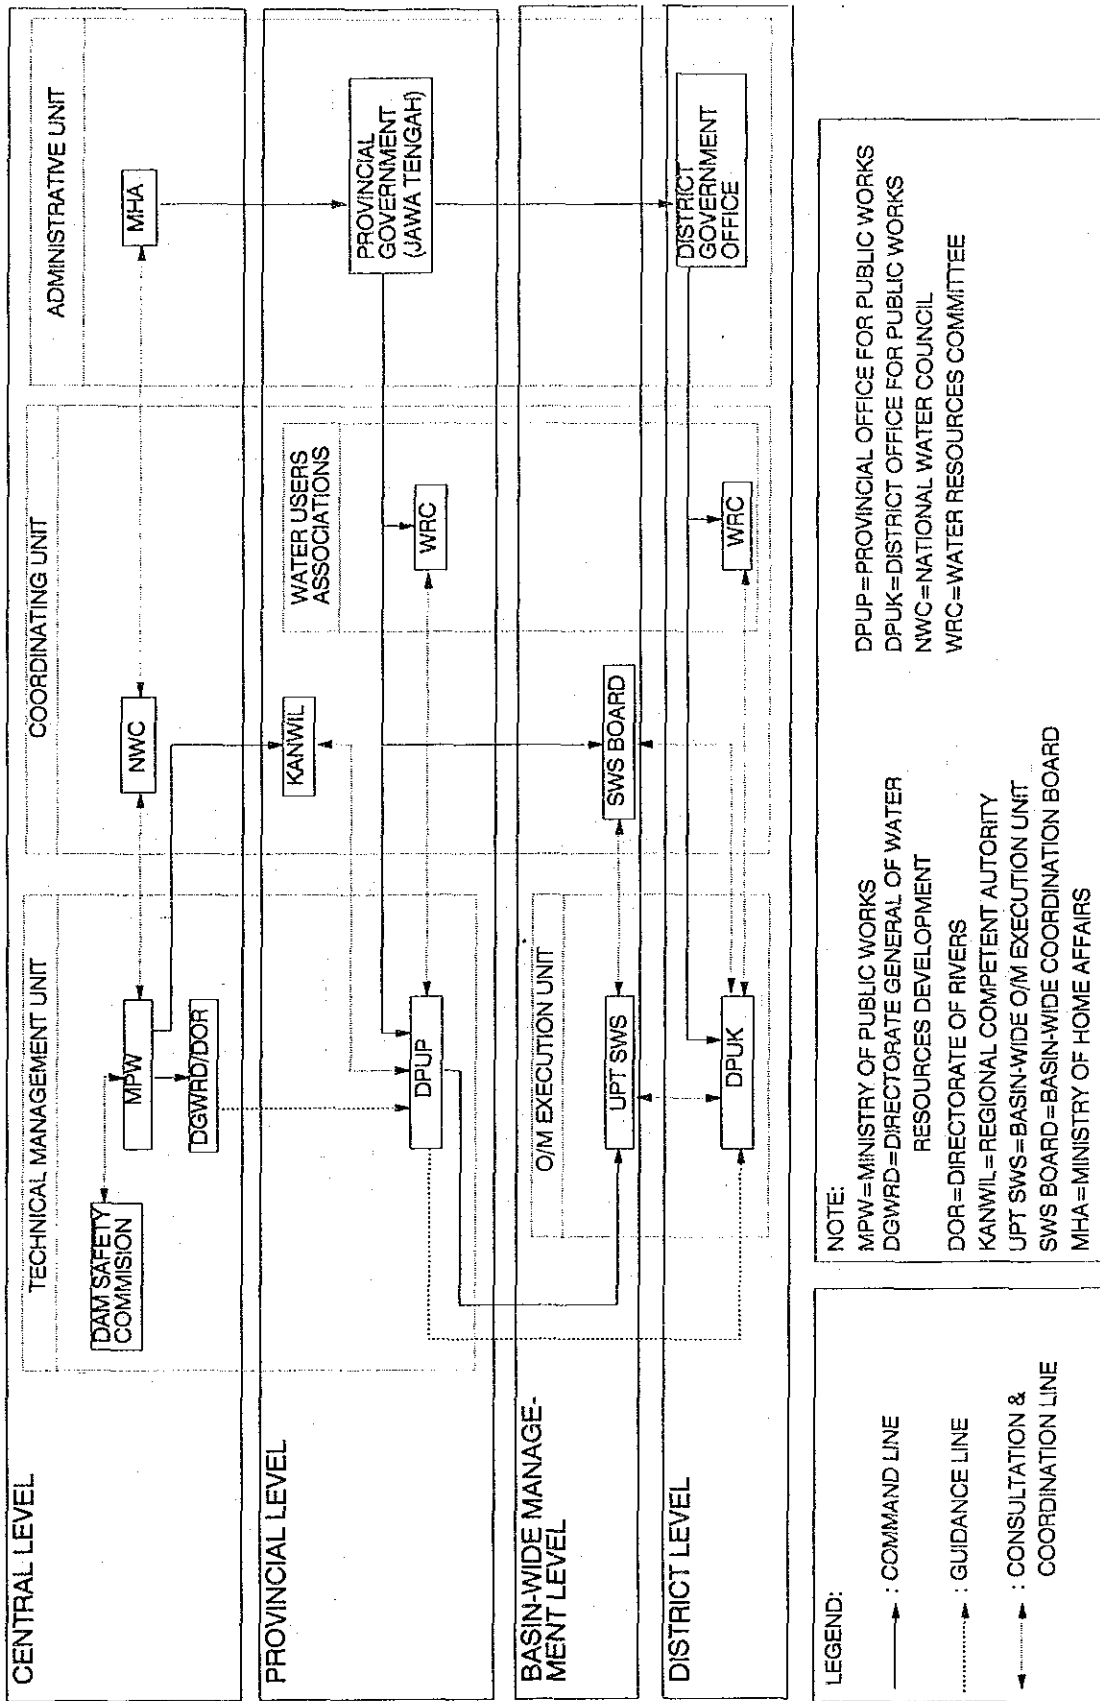 CENTRAL LEVEL
TECHNICAL MANAGEMENT UNIT
COORDINATING UNIT
ADMINISTRATIVE UNIT
DAM SAFETY
COMMISION
MPW
NWC
MHA
DGWRD/DOR
PROVINCIAL LEVEL
KANWIL
WATER USERS
ASSOCIATIONS
PROVINCIAL
GOVERNMENT
(JAWA TENGAH)
DPUP
WRC
BASIN-WIDE MANAGE-
MENT LEVEL
O/M EXECUTION UNIT
UPT SWS
SWS BOARD
DISTRICT LEVEL
DPUK
WRC
DISTRICT
GOVERNMENT
OFFICE
LEGEND:
: COMMAND LINE
: GUIDANCE LINE
: CONSULTATION &
COORDINATION LINE
NOTE:
MPW=MINISTRY OF PUBLIC WORKS
DGWRD=DIRECTORATE GENERAL OF WATER
RESOURCES DEVELOPMENT
DOR=DIRECTORATE OF RIVERS
KANWIL=REGIONAL COMPETENT AUTORITY
UPT SWS=BASIN-WIDE O/M EXECUTION UNIT
SWS BOARD=BASIN-WIDE COORDINATION BOARD
MHA=MINISTRY OF HOME AFFAIRS
DPUP=PROVINCIAL OFFICE FOR PUBLIC WORKS
DPUK=DISTRICT OFFICE FOR PUBLIC WORKS
NWC=NATIONAL WATER COUNCIL
WRC=WATER RESOURCES COMMITTEE